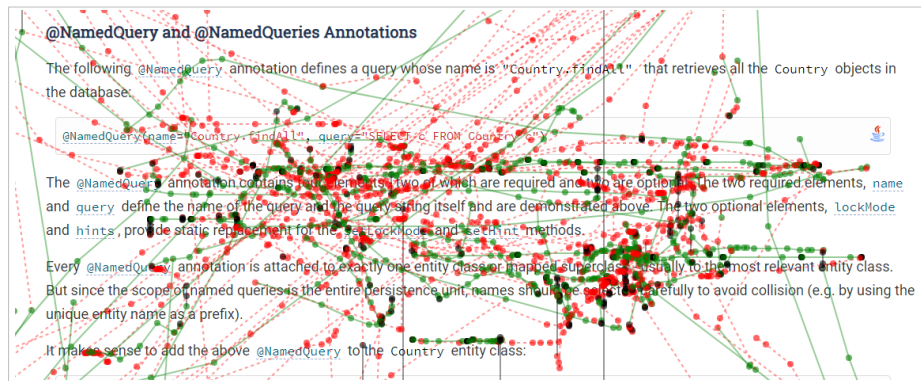 @NamedQuery and @NamedQueries Annotations
The following @NamedQuery annotation defines a query whose name is "Country.findAll" that retrieves all the Country objects in
the database:
@NamedQuery(name="Country.findAll", query="SELECT c FROM Country c")
The @NamedQuery annotation contains four elements, two of which are required and two are optional. The two required elements, name
and query define the name of the query and the query string itself and are demonstrated above. The two optional elements, lockMode
and hints, provide static replacement for the setLockMode and setHint methods.
Every @NamedQuery annotation is attached to exactly one entity class or mapped superclass, usually to the most relevant entity class.
But since the scope of named queries is the entire persistence unit, names should be selected carefully to avoid collision (e.g. by using the
unique entity name as a prefix).
It makes sense to add the above @NamedQuery to the Country entity class: